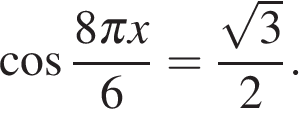 cos 8πx/6 = √3/2.